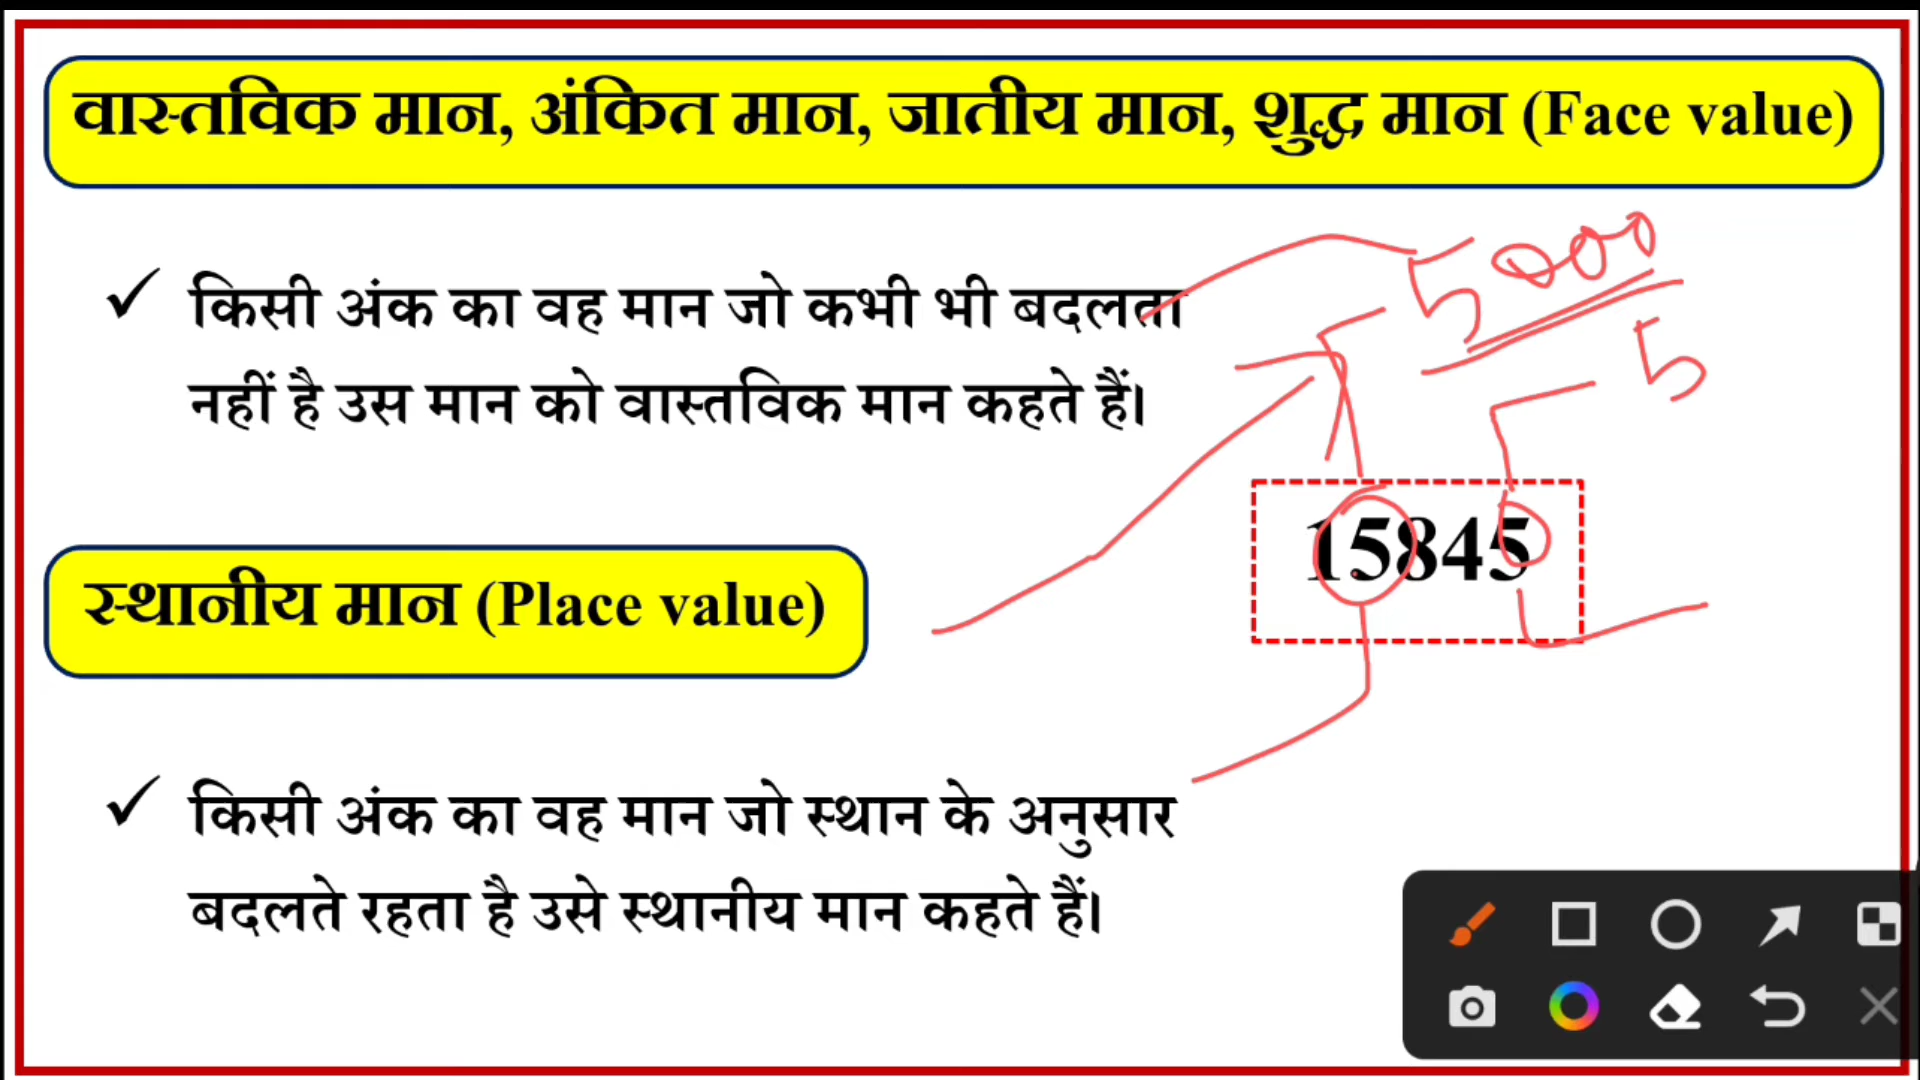 वास्तविक मान, अंकित मान, जातीय मान, शुद्ध मान (Face value)
किसी अंक का वह मान जो कभी भी बदलता
नहीं है उस मान को वास्तविक मान कहते हैं।
5000
5
15845
स्थानीय मान (Place value)
किसी अंक का वह मान जो स्थान के अनुसार
बदलते रहता है उसे स्थानीय मान कहते हैं।